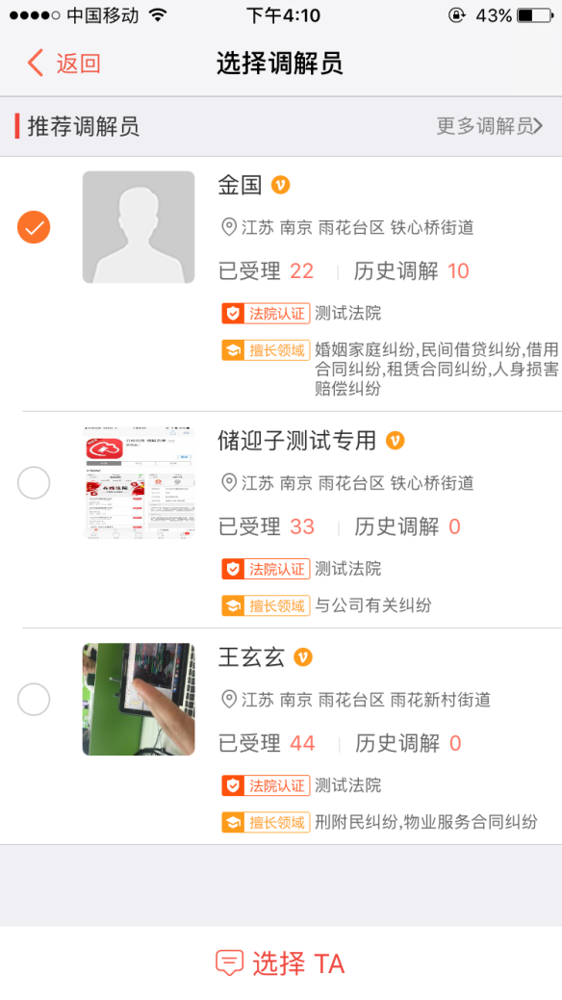 中国移动 下午4:10 43%
返回 选择调解员
推荐调解员 更多调解员
金国
江苏 南京 雨花台区 铁心桥街道
已受理 22 历史调解 10
法院认证 测试法院
擅长领域 婚姻家庭纠纷,民间借贷纠纷,借用
合同纠纷,租赁合同纠纷,人身损害
赔偿纠纷
储迎子测试专用
江苏 南京 雨花台区 铁心桥街道
已受理 33 历史调解 0
法院认证 测试法院
擅长领域 与公司有关纠纷
王玄玄
江苏 南京 雨花台区 雨花新村街道
已受理 44 历史调解 0
法院认证 测试法院
擅长领域 刑附民纠纷,物业服务合同纠纷
选择 TA